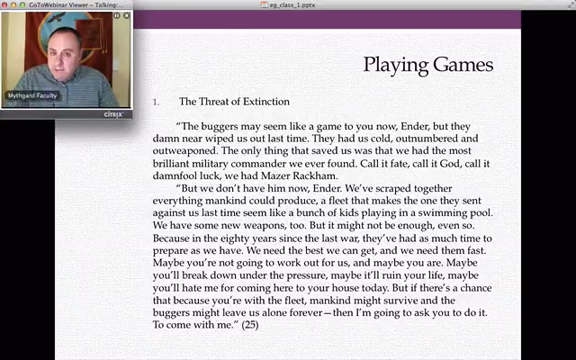 GoToWebinar Viewer – Talking:...
eg_class_1.pptx
Mythgard Faculty
citrix
Playing Games
1. The Threat of Extinction
"The buggers may seem like a game to you now, Ender, but they
damn near wiped us out last time. They had us cold, outnumbered and
outweaponed. The only thing that saved us was that we had the most
brilliant military commander we ever found. Call it fate, call it God, call it
damnfool luck, we had Mazer Rackham.
"But we don't have him now, Ender. We've scraped together
everything mankind could produce, a fleet that makes the one they sent
against us last time seem like a bunch of kids playing in a swimming pool.
We have some new weapons, too. But it might not be enough, even so.
Because in the eighty years since the last war, they've had as much time to
prepare as we have. We need the best we can get, and we need them fast.
Maybe you're not going to work out for us, and maybe you are. Maybe
you'll break down under the pressure, maybe it'll ruin your life, maybe
you'll hate me for coming here to your house today. But if there's a chance
that because you're with the fleet, mankind might survive and the
buggers might leave us alone forever—then I'm going to ask you to do it.
To come with me." (25)